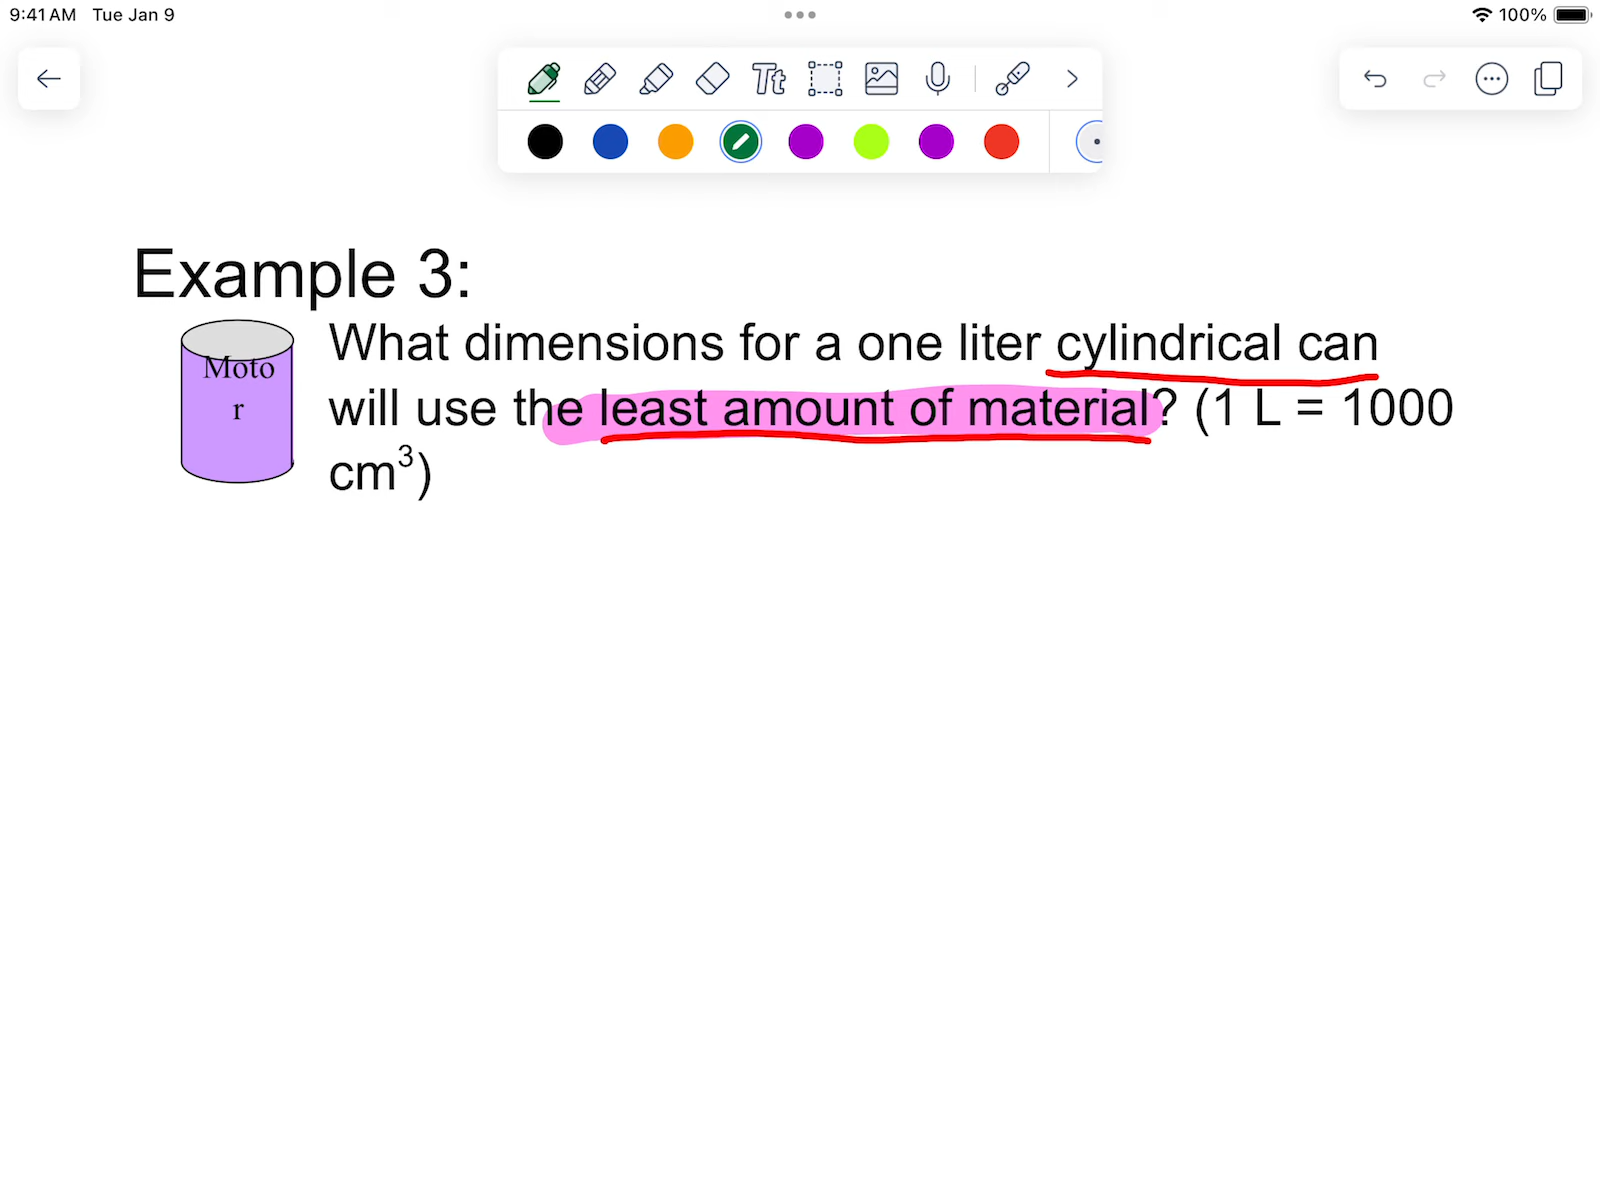 9:41 AM Tue Jan 9
100%
Tt
Example 3:
What dimensions for a one liter cylindrical can
will use the least amount of material? (1 L = 1000
cm³)
Moto
r